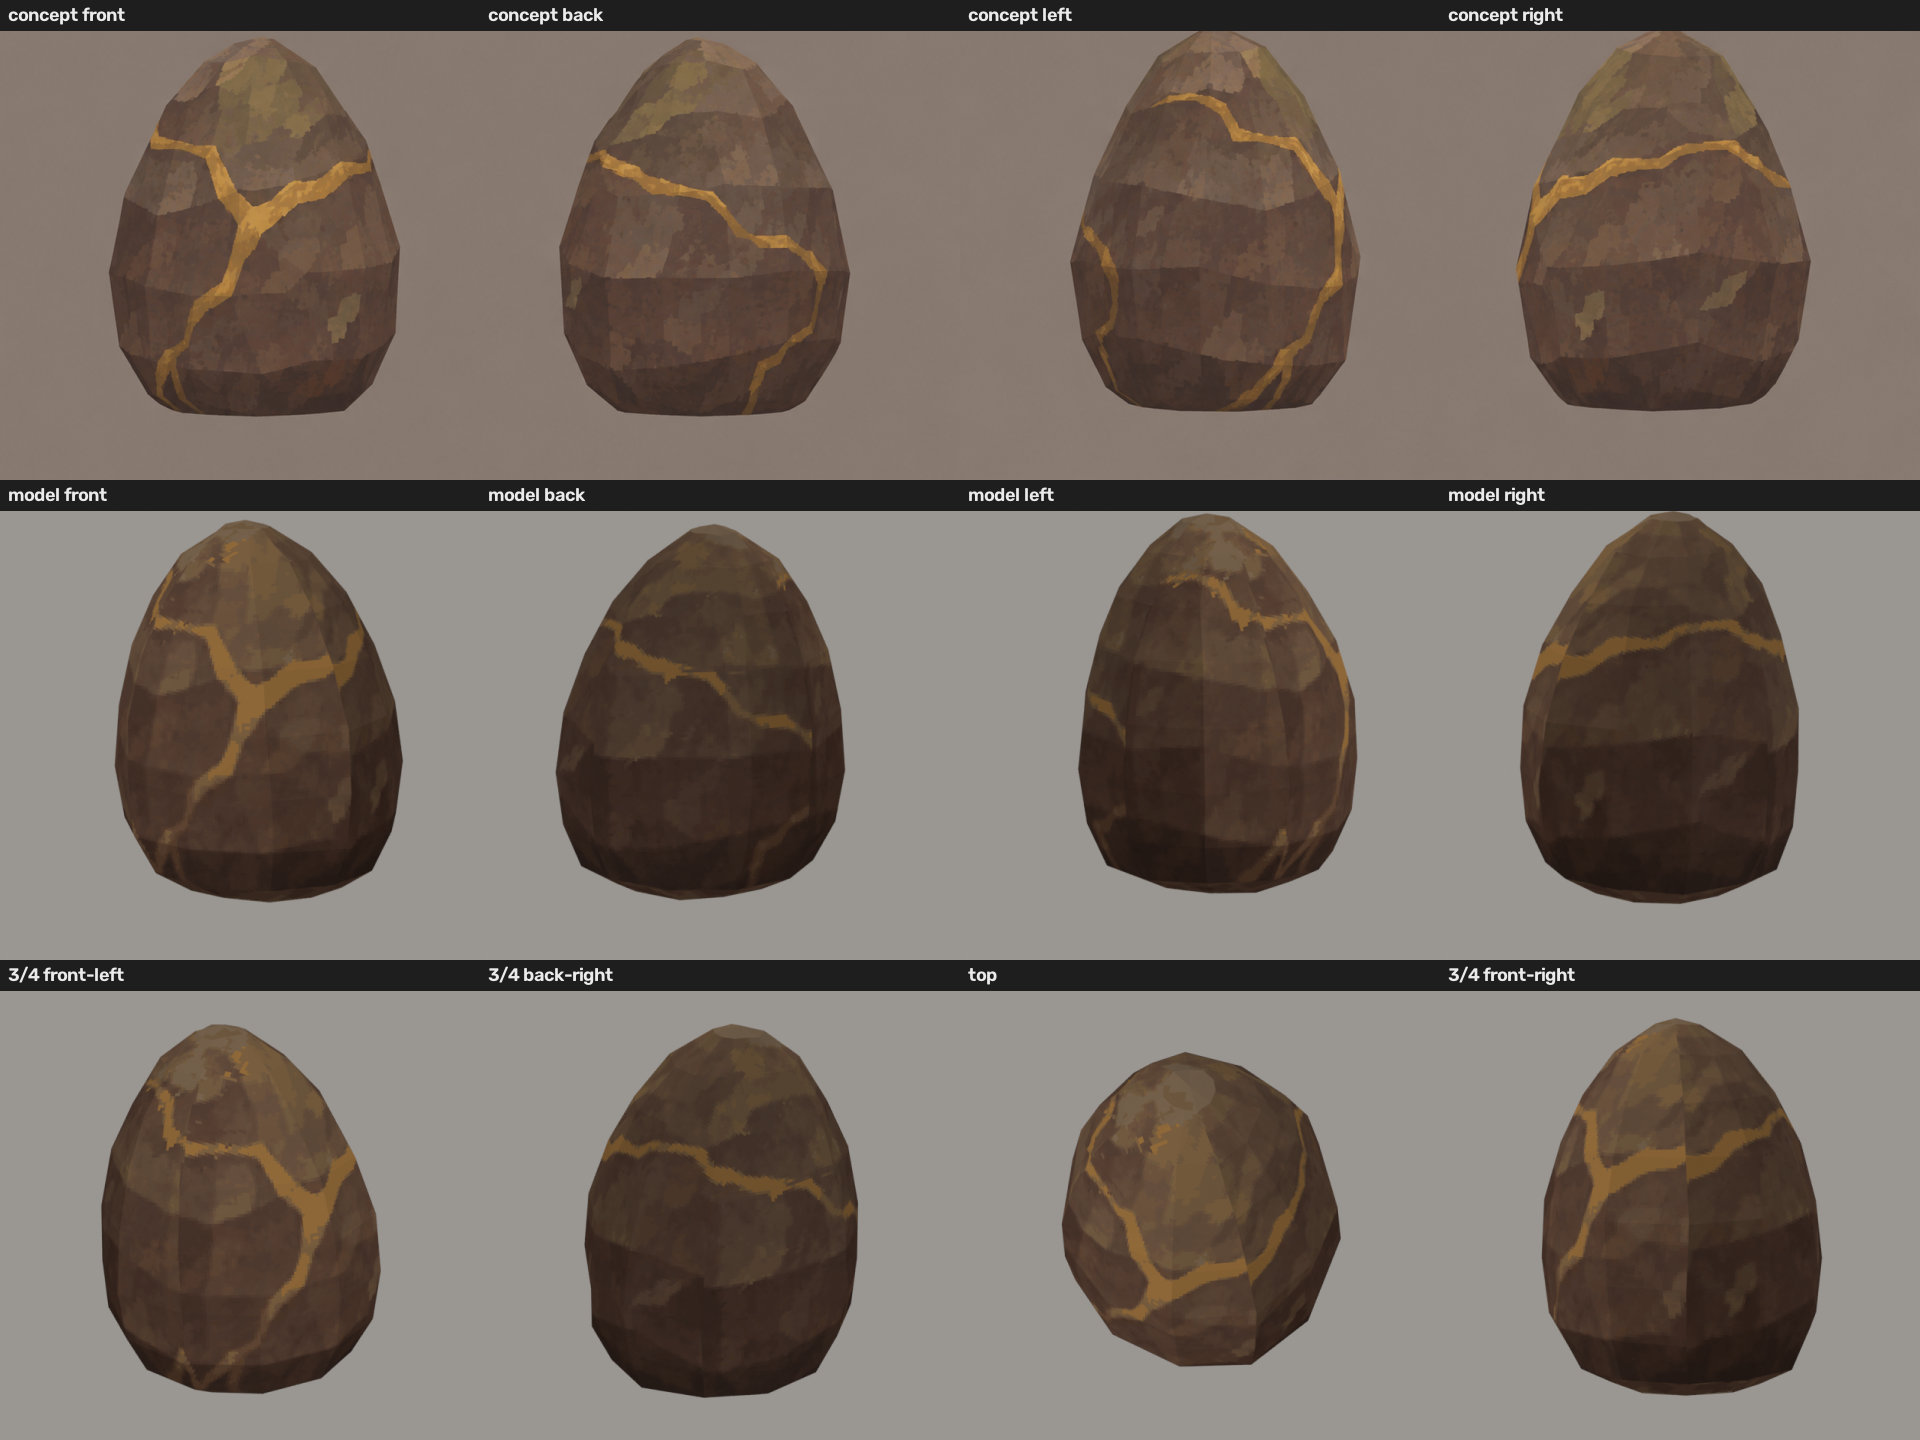 concept front
concept back
concept left
concept right
model front
model back
model left
model right
3/4 front-left
3/4 back-right
top
3/4 front-right